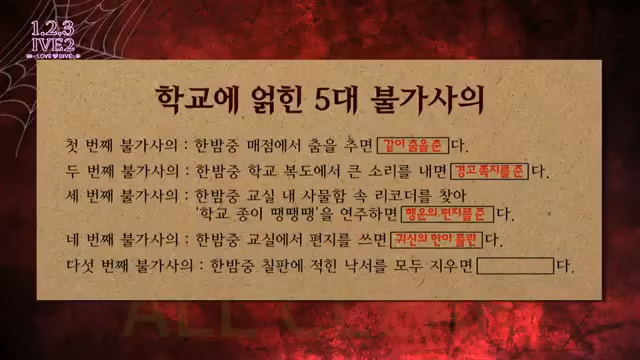 1.2.3
IVE2
LOVE DIVE
학교에 얽힌 5대 불가사의
첫 번째 불가사의 : 한밤중 매점에서 춤을 추면 같이 춤을 춘 다.
두 번째 불가사의 : 한밤중 학교 복도에서 큰 소리를 내면 경고 쪽지를 준 다.
세 번째 불가사의 : 한밤중 교실 내 사물함 속 리코더를 찾아
'학교 종이 땡땡땡'을 연주하면 행운의 편지를 준 다.
네 번째 불가사의 : 한밤중 교실에서 편지를 쓰면 귀신의 한이 풀린 다.
다섯 번째 불가사의 : 한밤중 칠판에 적힌 낙서를 모두 지우면 다.